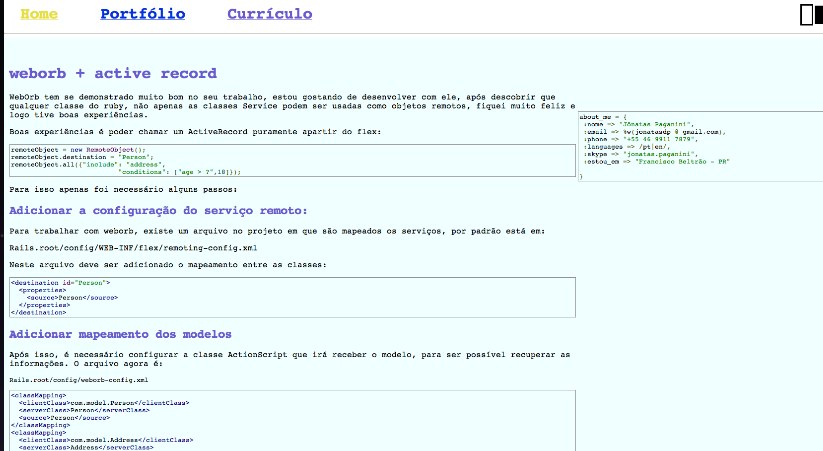 Home Portfólio Currículo
weborb + active record
WebOrb tem se demonstrado muito bom no seu trabalho, estou gostando de desenvolver com ele, após descobrir que
qualquer classe do ruby, não apenas as classes Service podem ser usadas como objetos remotos, fiquei muito feliz e
logo tive boas experiências.
Boas experiências é poder chamar um ActiveRecord puramente apartir do flex:
remoteObject = new RemoteObject();
remoteObject.destination = "Person";
remoteObject.all({"include": "address",
"conditions": ["age > ?",18]});
Para isso apenas foi necessário alguns passos:
Adicionar a configuração do serviço remoto:
Para trabalhar com weborb, existe um arquivo no projeto em que são mapeados os serviços, por padrão está em:
Rails.root/config/WEB-INF/flex/remoting-config.xml
Neste arquivo deve ser adicionado o mapeamento entre as classes:
<destination id="Person">
<properties>
<source>Person</source>
</properties>
</destination>
Adicionar mapeamento dos modelos
Após isso, é necessário configurar a classe ActionScript que irá receber o modelo, para ser possível recuperar as
informações. O arquivo agora é:
Rails.root/config/weborb-config.xml
<classMapping>
<clientClass>com.model.Person</clientClass>
<serverClass>Person</serverClass>
<source>Person</source>
</classMapping>
<classMapping>
<clientClass>com.model.Address</clientClass>
<serverClass>Address</serverClass>
about me = {
:nome => "Jônatas Paganini",
:email => %w(jonatasdp @ gmail.com),
:phone => "+55 46 9911 7879",
:languages => /pt|en/,
:skype => "jonatas.paganini",
:estou_em => "Francisco Beltrão - PR"
}